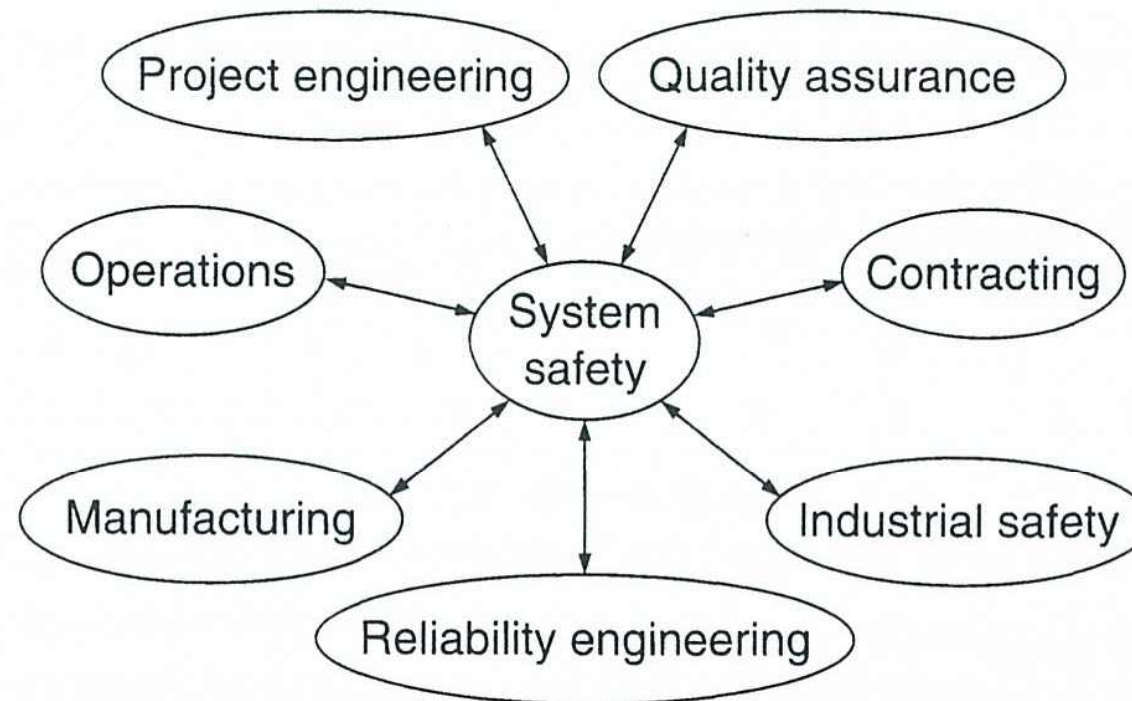 Project engineering
Quality assurance
Operations
Contracting
System
safety
Manufacturing
Industrial safety
Reliability engineering